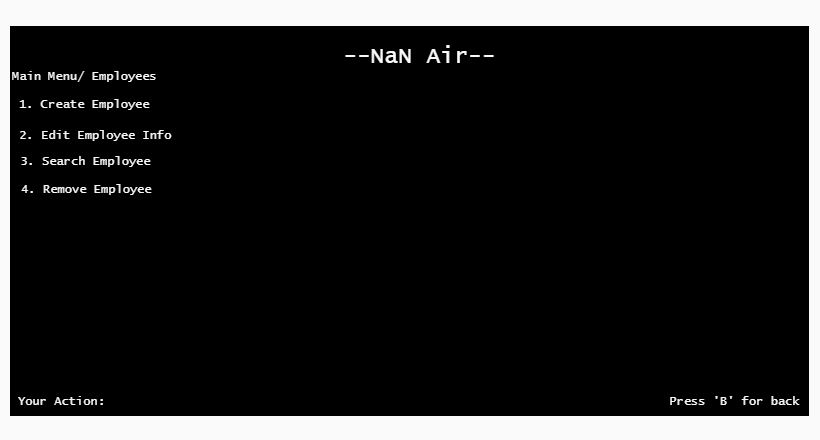 --NaN Air--
Main Menu/ Employees
1. Create Employee
2. Edit Employee Info
3. Search Employee
4. Remove Employee
Your Action:
Press 'B' for back